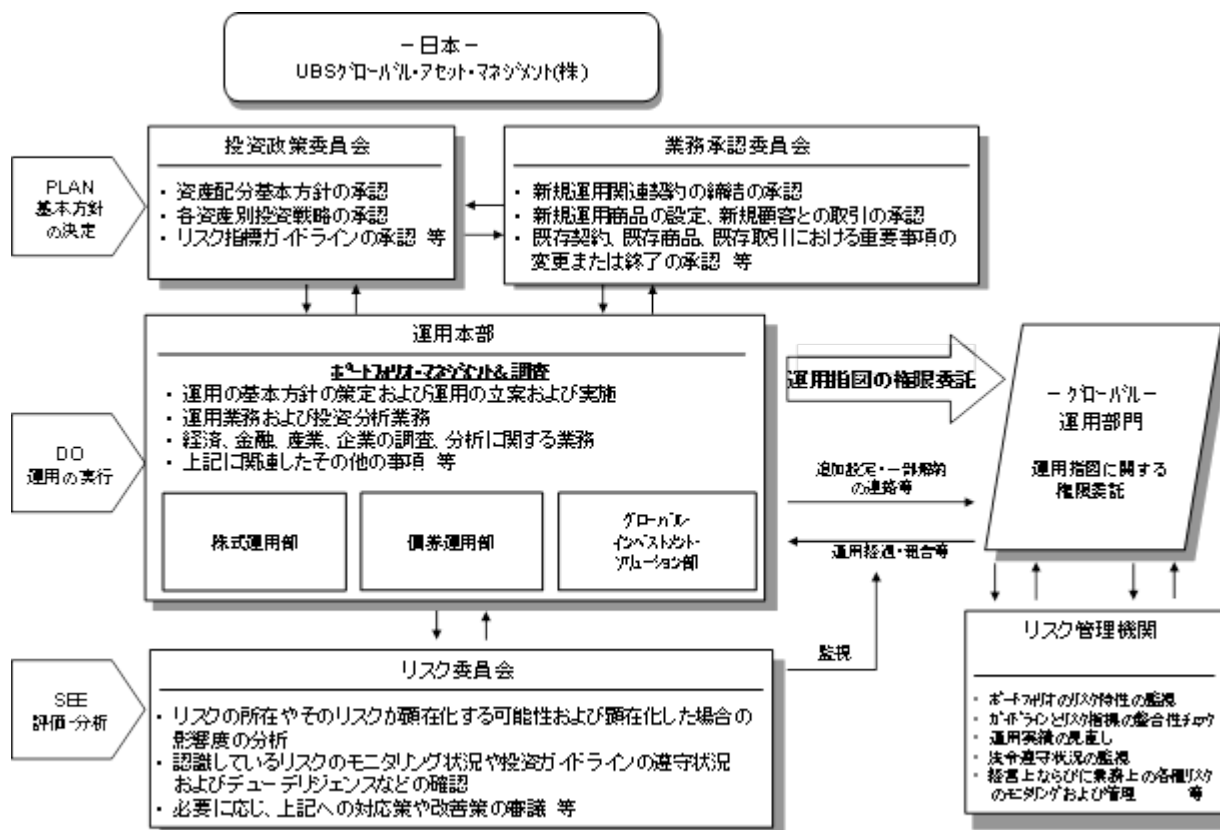 －日本－
UBSグローバル・アセット・マネジメント(株)
PLAN
基本方針
の決定
投資政策委員会
・ 資産配分基本方針の承認
・ 各資産別投資戦略の承認
・ リスク指標ガイドラインの承認 等
業務承認委員会
・ 新規運用関連契約の締結の承認
・ 新規運用商品の設定、新規顧客との取引の承認
・ 既存契約、既存商品、既存取引における重要事項の
変更または終了の承認 等
DO
運用の実行
運用本部
ポートフォリオ・マネジメント&調査
・ 運用の基本方針の策定および運用の立案および実施
・ 運用業務および投資分析業務
・ 経済、金融、産業、企業の調査、分析に関する業務
・ 上記に関連したその他の事項 等
株式運用部
債券運用部
グローバル・
インベストメント・
ソリューション部
運用指図の権限委託
追加設定・一部解約
の連絡等
運用経過・報告等
監視
－グローバル－
運用部門
運用指図に関する
権限委託
SEE
評価・分析
リスク委員会
・ リスクの所在やそのリスクが顕在化する可能性および顕在化した場合の
影響度の分析
・ 認識しているリスクのモニタリング状況や投資ガイドラインの遵守状況
およびデューデリジェンスなどの確認
・ 必要に応じ、上記への対応策や改善策の審議 等
リスク管理機関
・ ポートフォリオのリスク特性の監視
・ ガイドラインとリスク指標の整合性チェック
・ 運用実績の見直し
・ 法令遵守状況の監視
・ 経営上ならびに業務上の各種リスク
のモニタリングおよび管理 等